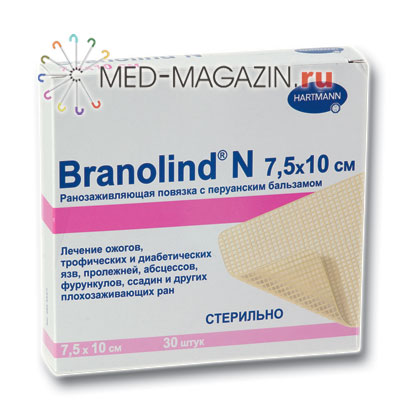 MED-MAGAZIN.ru
HARTMANN
Branolind® N 7,5x10 см
Ранозаживляющая повязка с перуанским бальзамом
Лечение ожогов,
трофических и диабетических
язв, пролежней, абсцессов,
фурункулов, ссадин и других
плохозаживающих ран
СТЕРИЛЬНО
7,5 x 10 см 30 штук